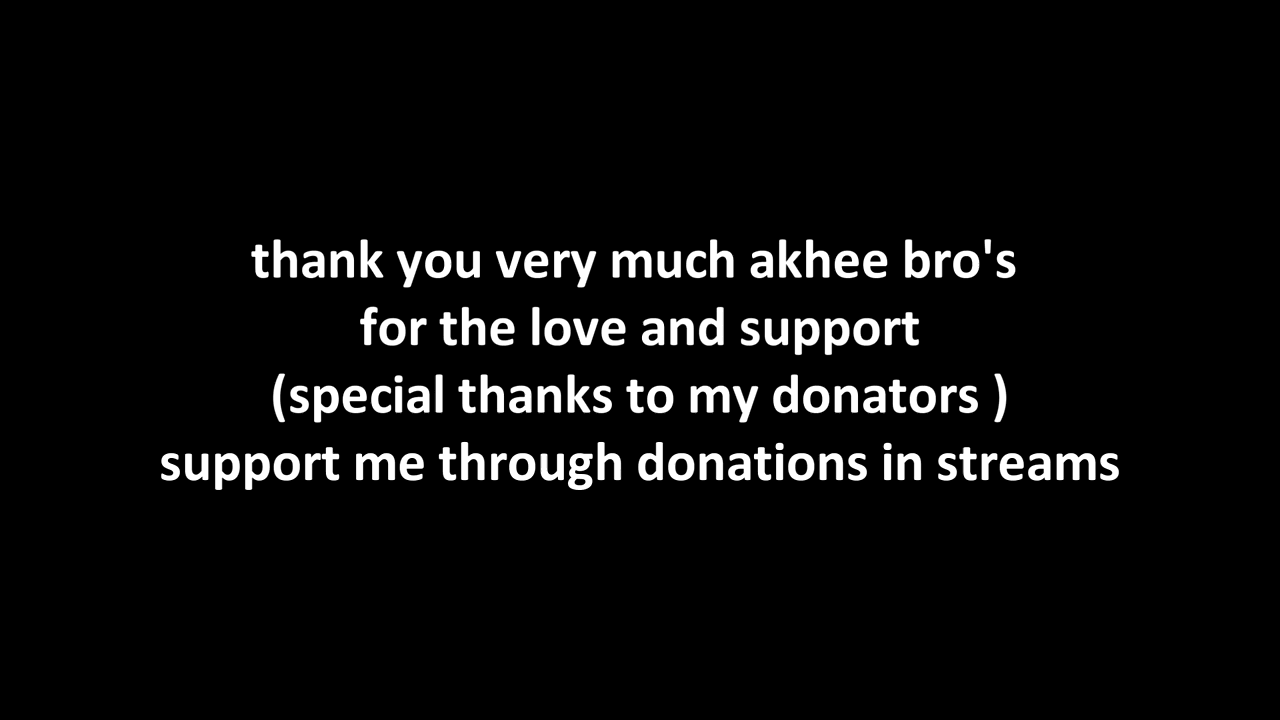 thank you very much akhee bro's
for the love and support
(special thanks to my donators )
support me through donations in streams